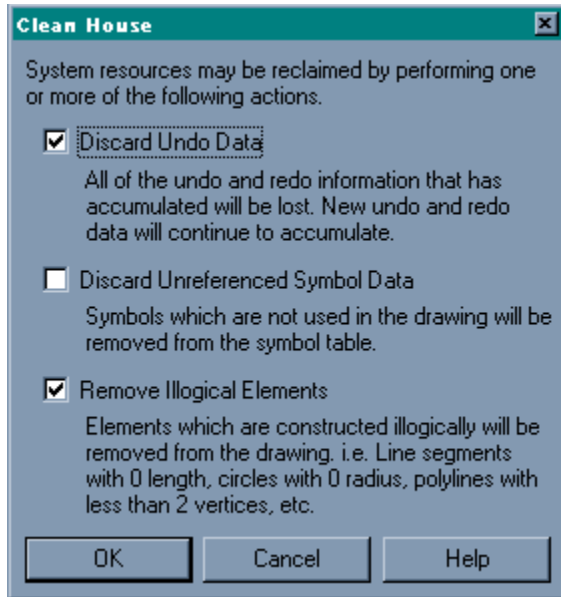 Clean House
System resources may be reclaimed by performing one
or more of the following actions.
Discard Undo Data
All of the undo and redo information that has
accumulated will be lost. New undo and redo
data will continue to accumulate.
Discard Unreferenced Symbol Data
Symbols which are not used in the drawing will be
removed from the symbol table.
Remove Illogical Elements
Elements which are constructed illogically will be
removed from the drawing. i.e. Line segments
with 0 length, circles with 0 radius, polylines with
less than 2 vertices, etc.
OK
Cancel
Help